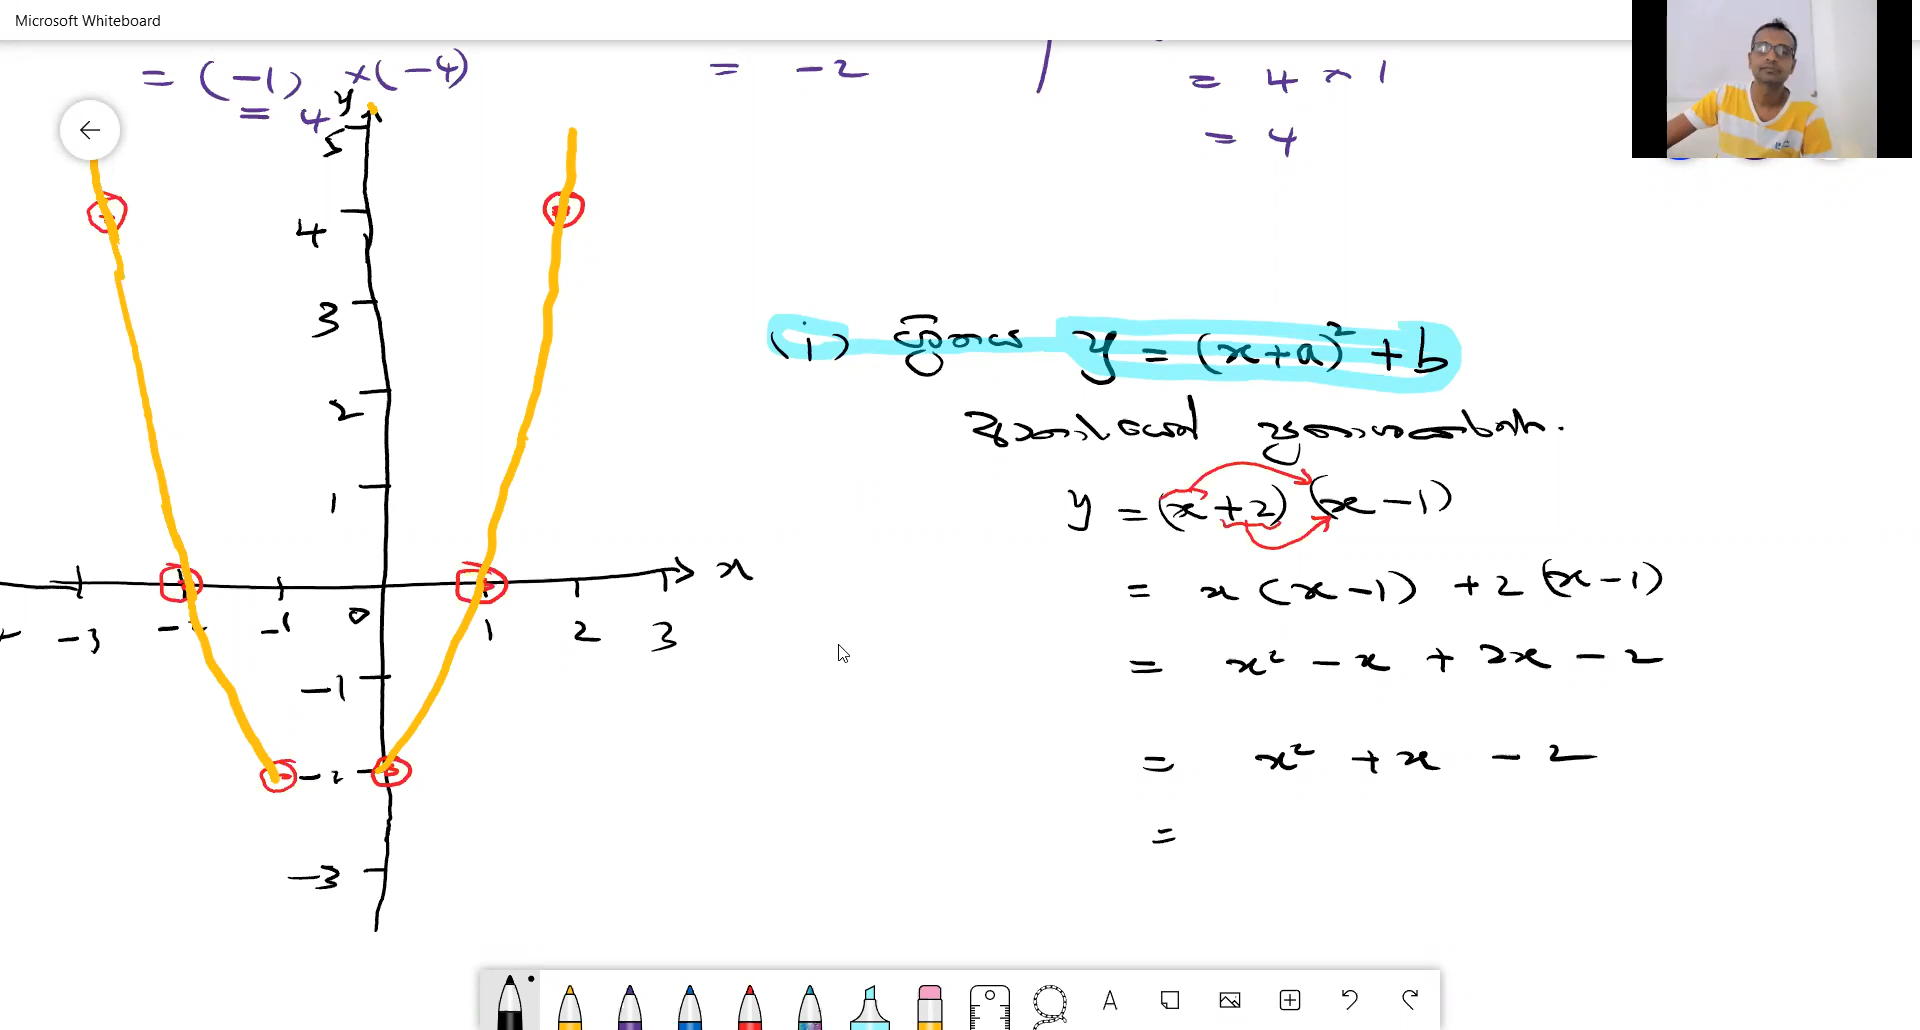 Microsoft Whiteboard
= (-1) ×(-4)
= 4
= -2
= 4 × 1
= 4
y
5
4
3
2
1
0
-1
-2
-3
-3 -1 1 2 3 x
(i) y = (x+a)² + b
y = (x+2) (x-1)
= x (x-1) + 2 (x-1)
= x² - x + 2x - 2
= x² + x - 2
=
A